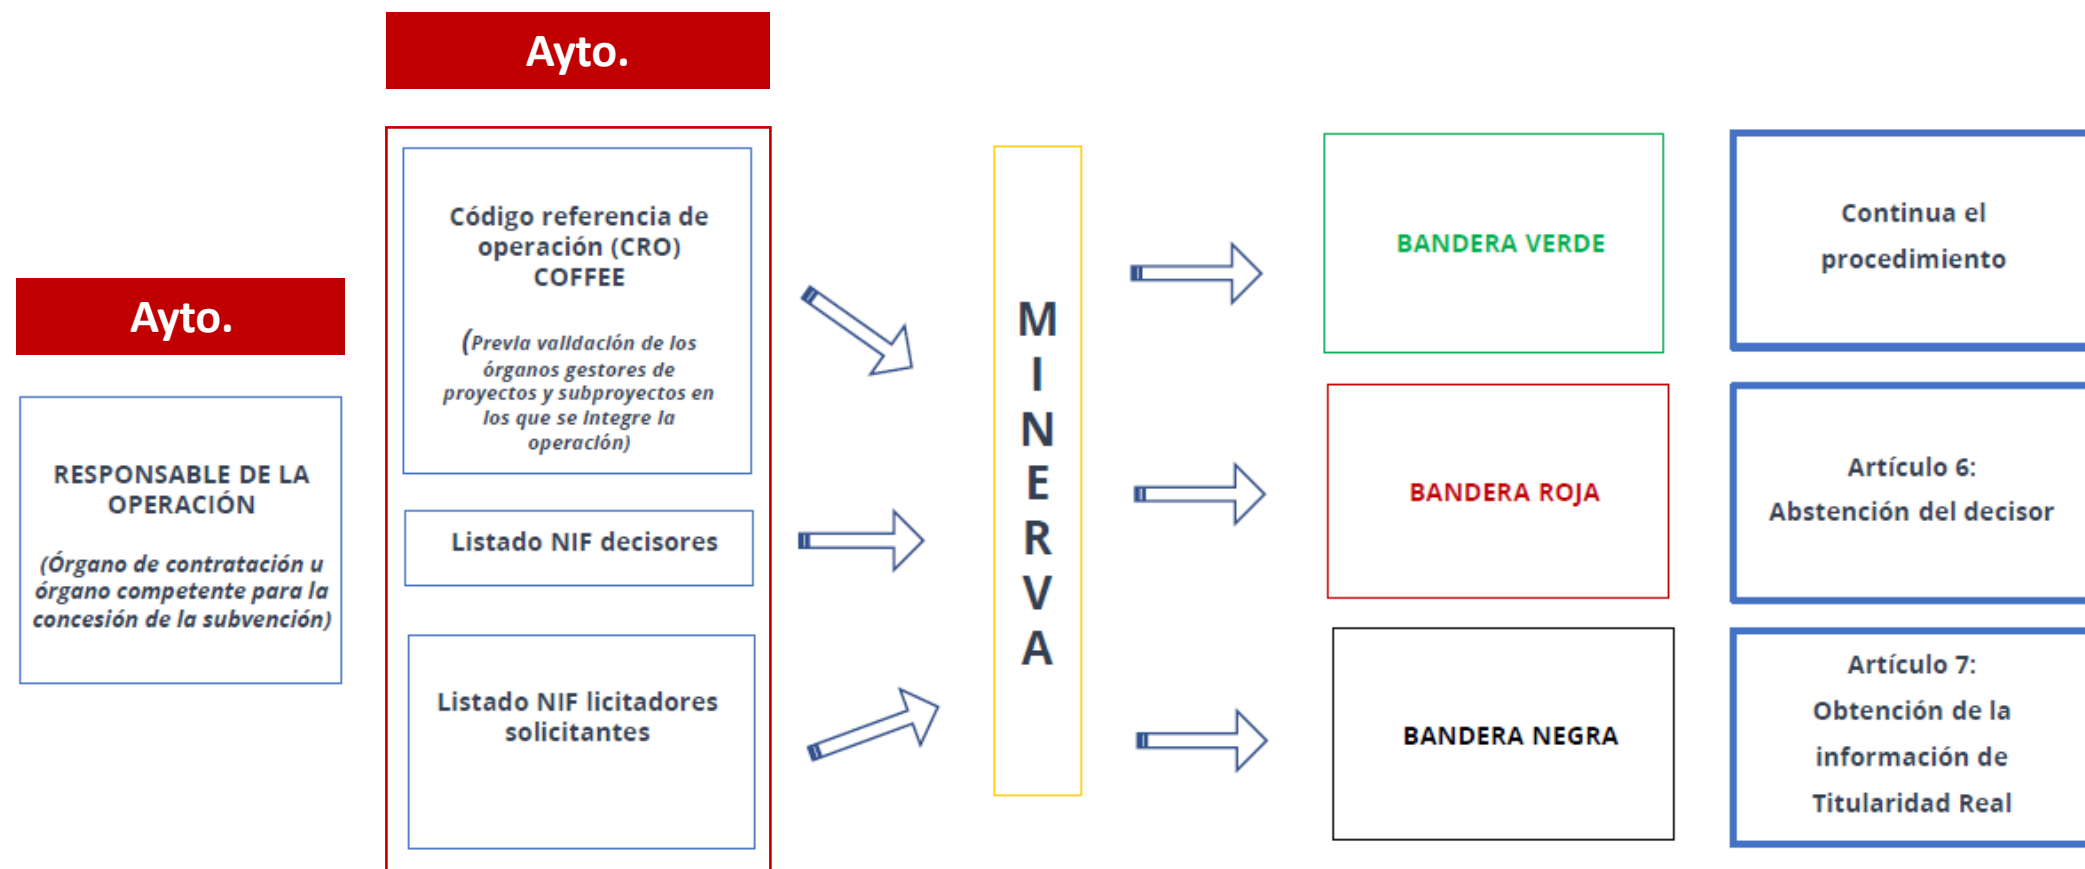 Ayto.
RESPONSABLE DE LA
OPERACIÓN
(Órgano de contratación u
órgano competente para la
concesión de la subvención)
Ayto.
Código referencia de
operación (CRO)
COFFEE
(Previa validación de los
órganos gestores de
proyectos y subproyectos en
los que se integre la
operación)
Listado NIF decisores
Listado NIF licitadores
solicitantes
M
I
N
E
R
V
A
BANDERA VERDE
Continua el
procedimiento
BANDERA ROJA
Artículo 6:
Abstención del decisor
BANDERA NEGRA
Artículo 7:
Obtención de la
información de
Titularidad Real